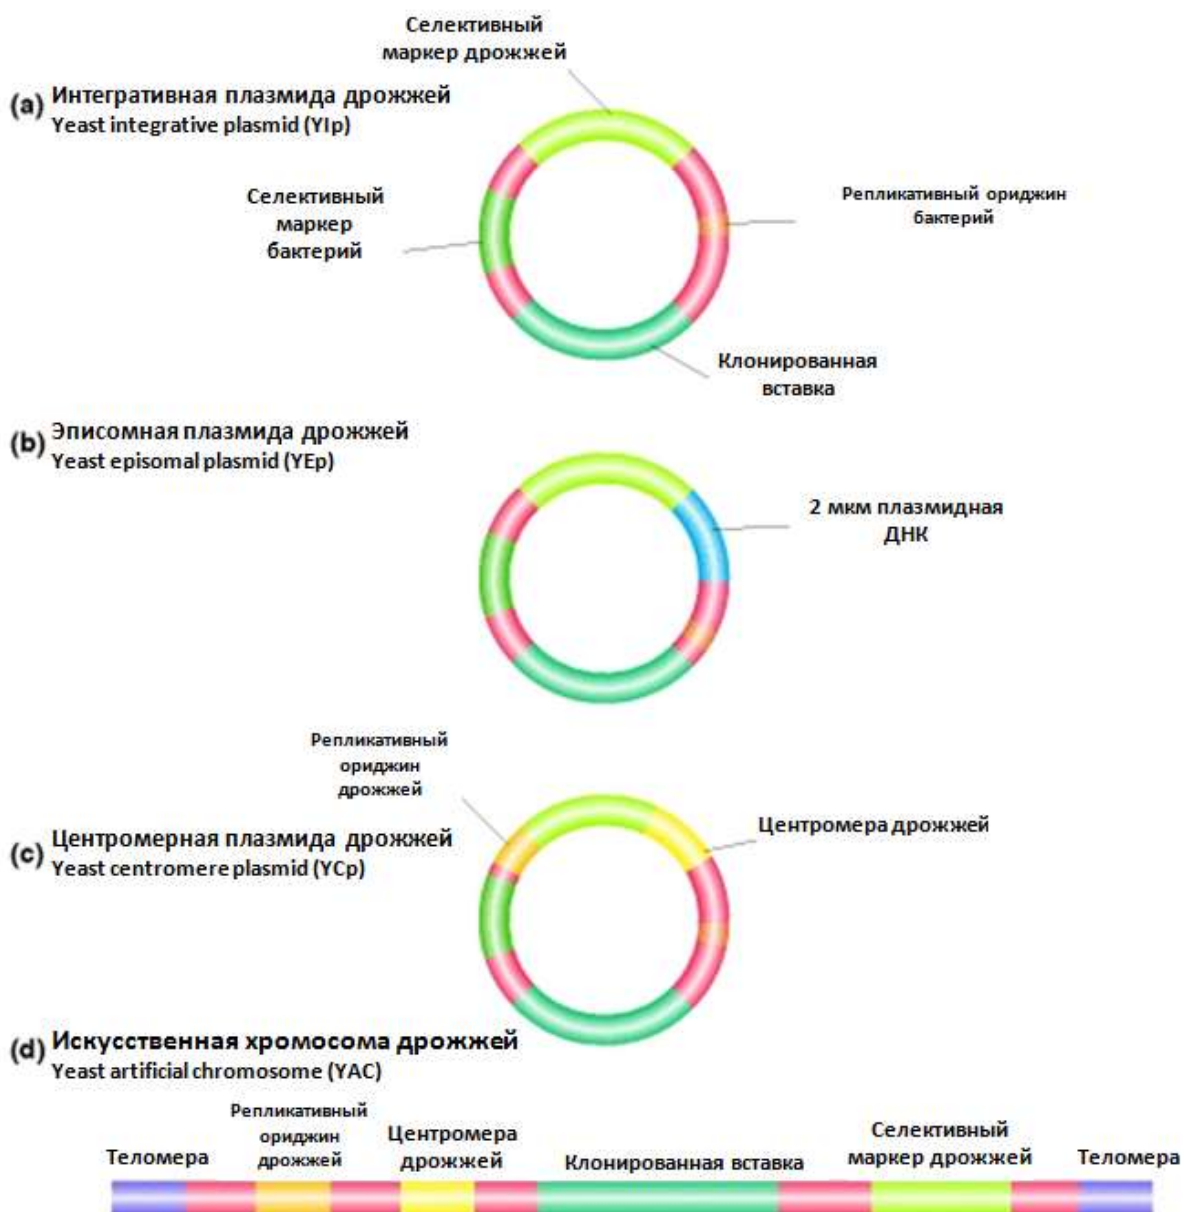 Селективный
маркер дрожжей
(a) Интегративная плазмида дрожжей
Yeast integrative plasmid (YIp)
Селективный
маркер
бактерий
Репликативный ориджин
бактерий
Клонированная
вставка
(b) Эписомная плазмида дрожжей
Yeast episomal plasmid (YEp)
2 мкм плазмидная
ДНК
Репликативный
ориджин
дрожжей
(c) Центромерная плазмида дрожжей
Yeast centromere plasmid (YCp)
Центромера дрожжей
(d) Искусственная хромосома дрожжей
Yeast artificial chromosome (YAC)
Теломера
Репликативный
ориджин
дрожжей
Центромера
дрожжей
Клонированная вставка
Селективный
маркер дрожжей
Теломера